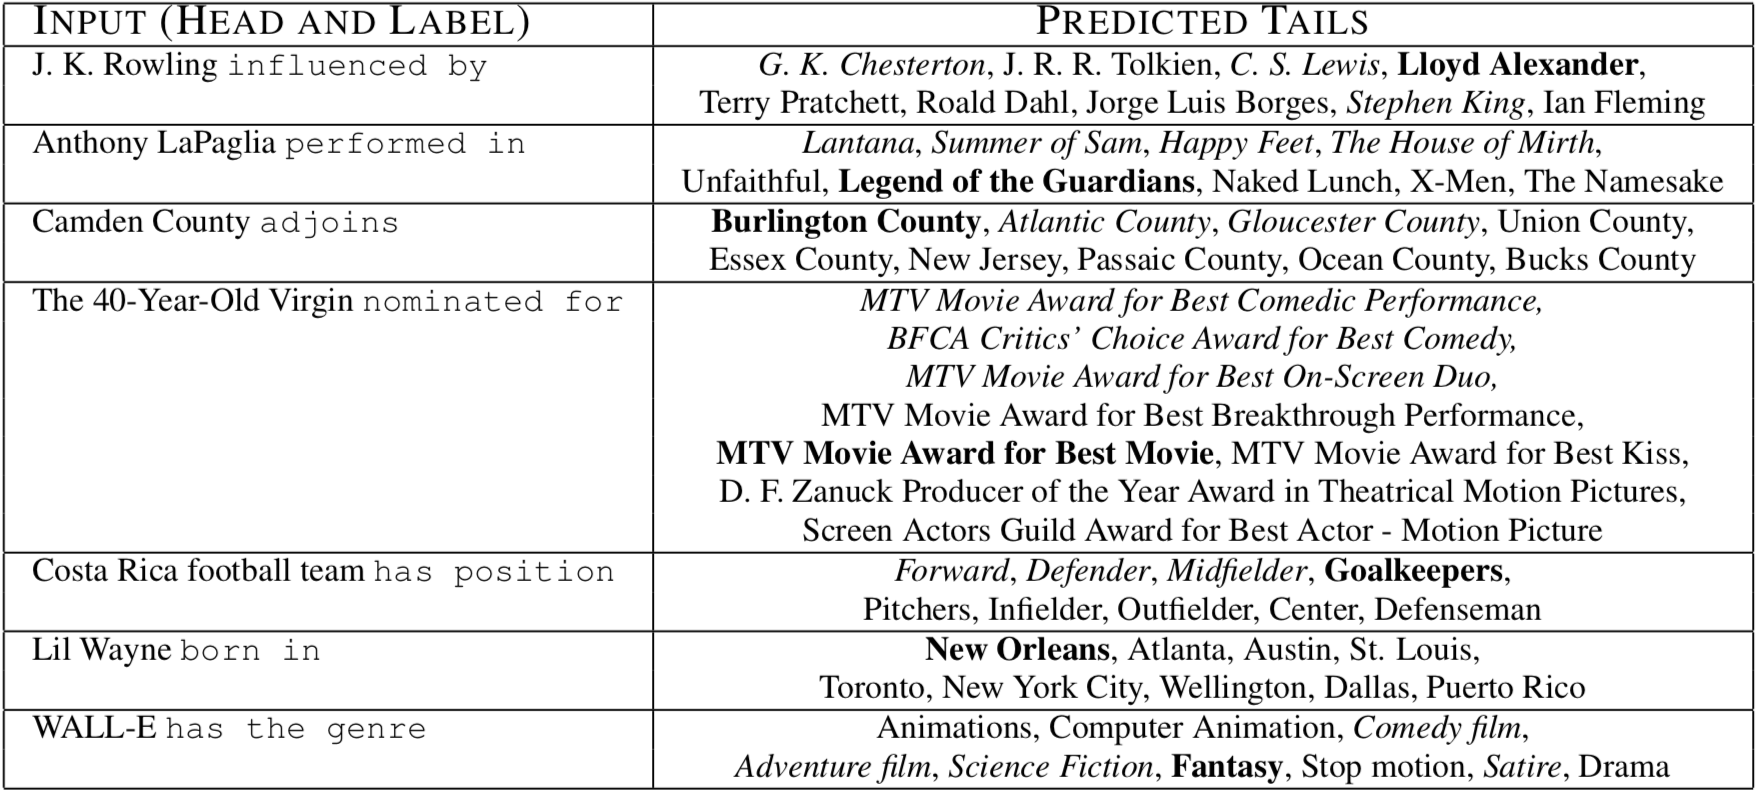 INPUT (HEAD AND LABEL) PREDICTED TAILS
J. K. Rowling influenced by G. K. Chesterton, J. R. R. Tolkien, C. S. Lewis, Lloyd Alexander,
Terry Pratchett, Roald Dahl, Jorge Luis Borges, Stephen King, Ian Fleming
Anthony LaPaglia performed in Lantana, Summer of Sam, Happy Feet, The House of Mirth,
Unfaithful, Legend of the Guardians, Naked Lunch, X-Men, The Namesake
Camden County adjoins Burlington County, Atlantic County, Gloucester County, Union County,
Essex County, New Jersey, Passaic County, Ocean County, Bucks County
The 40-Year-Old Virgin nominated for MTV Movie Award for Best Comedic Performance,
BFCA Critics' Choice Award for Best Comedy,
MTV Movie Award for Best On-Screen Duo,
MTV Movie Award for Best Breakthrough Performance,
MTV Movie Award for Best Movie, MTV Movie Award for Best Kiss,
D. F. Zanuck Producer of the Year Award in Theatrical Motion Pictures,
Screen Actors Guild Award for Best Actor - Motion Picture
Costa Rica football team has position Forward, Defender, Midfielder, Goalkeepers,
Pitchers, Infielder, Outfielder, Center, Defenseman
Lil Wayne born in New Orleans, Atlanta, Austin, St. Louis,
Toronto, New York City, Wellington, Dallas, Puerto Rico
WALL-E has the genre Animations, Computer Animation, Comedy film,
Adventure film, Science Fiction, Fantasy, Stop motion, Satire, Drama